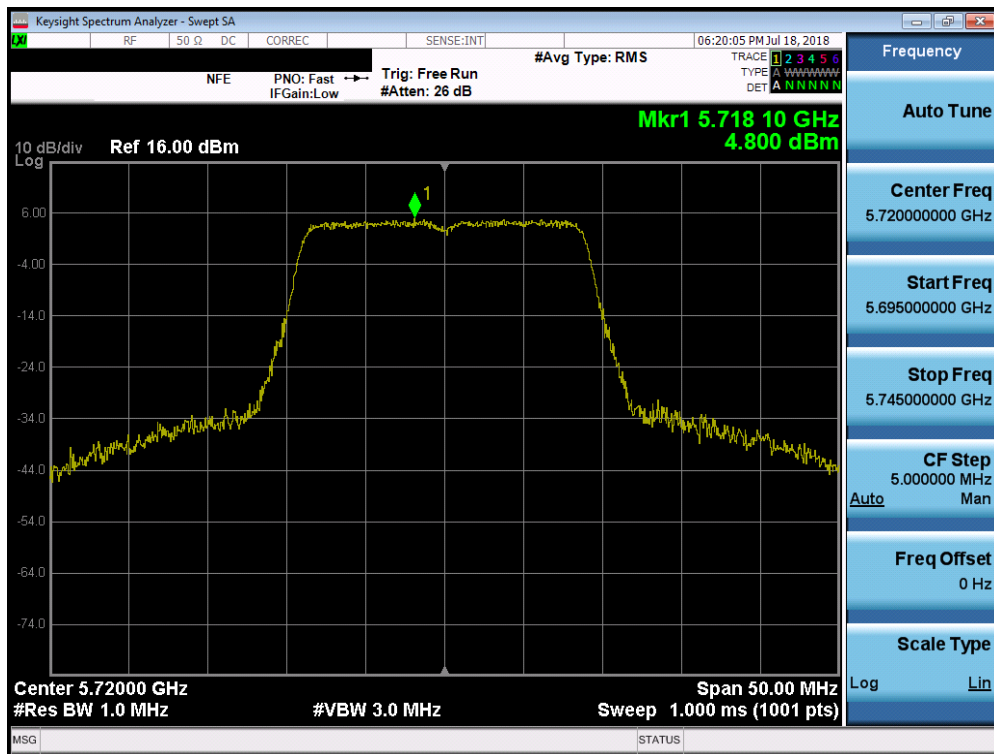 Keysight Spectrum Analyzer - Swept SA
LXI RF 50 Ω DC CORREC SENSE:INT 06:20:05 PM Jul 18, 2018
NFE PNO: Fast Trig: Free Run #Avg Type: RMS TRACE 1 2 3 4 5 6
IFGain:Low #Atten: 26 dB TYPE A WWWWW
DET A N N N N N
Mkr1 5.718 10 GHz
4.800 dBm
10 dB/div Ref 16.00 dBm
Log
1
6.00
-4.00
-14.0
-24.0
-34.0
-44.0
-54.0
-64.0
-74.0
Center 5.72000 GHz Span 50.00 MHz
#Res BW 1.0 MHz #VBW 3.0 MHz Sweep 1.000 ms (1001 pts)
MSG STATUS
Frequency
Auto Tune
Center Freq
5.720000000 GHz
Start Freq
5.695000000 GHz
Stop Freq
5.745000000 GHz
CF Step
5.000000 MHz
Auto Man
Freq Offset
0 Hz
Scale Type
Log Lin